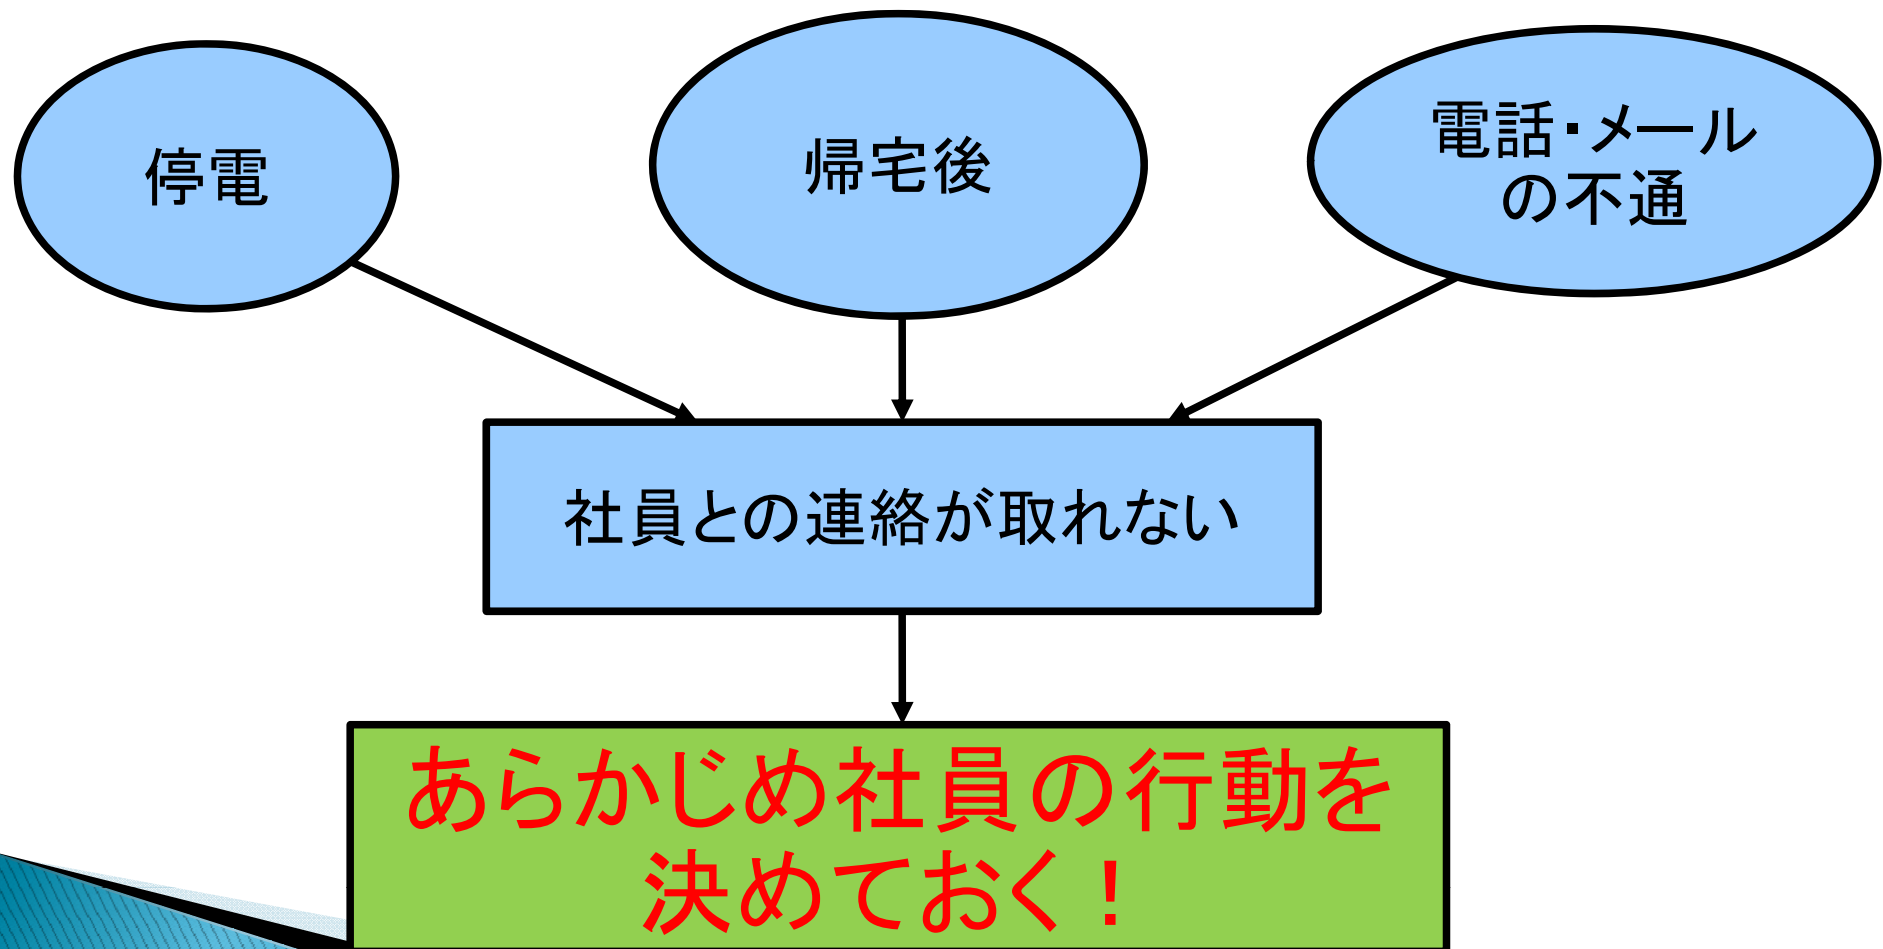 停電
帰宅後
電話・メール
の不通
社員との連絡が取れない
あらかじめ社員の行動を
決めておく！